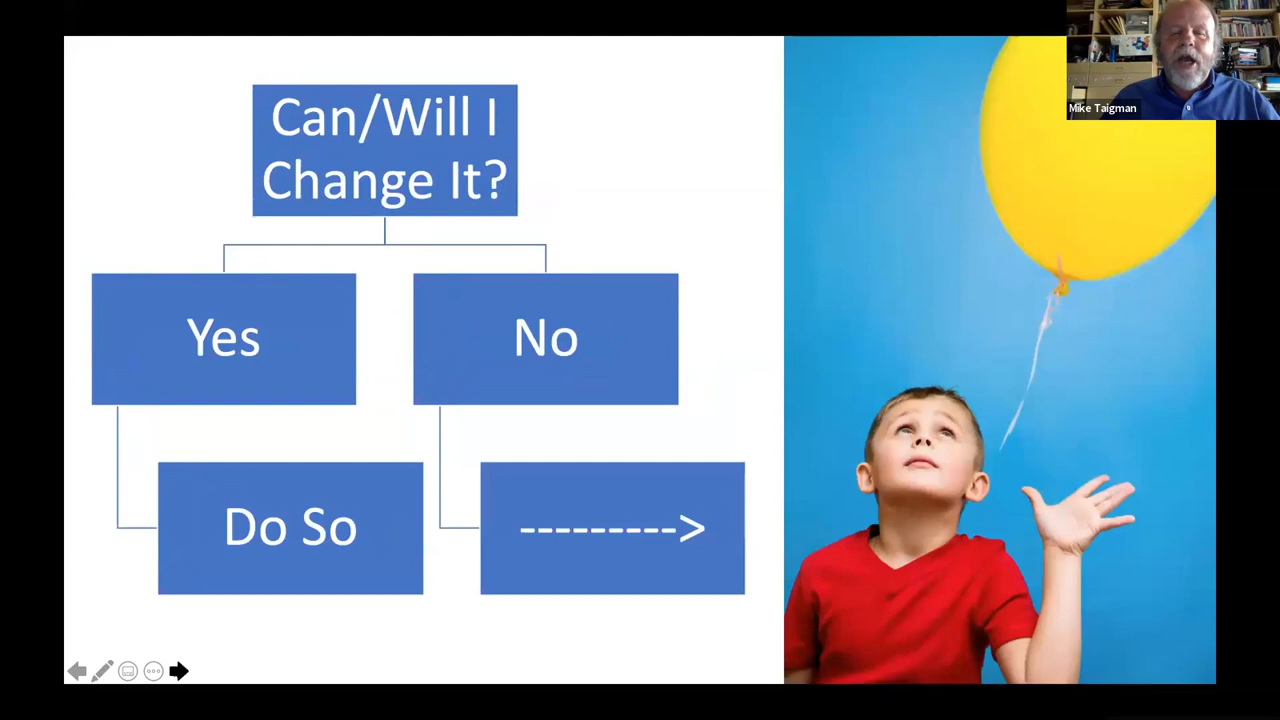 Can/Will I
Change It?
Yes
No
Do So
--------->
Mike Taigman